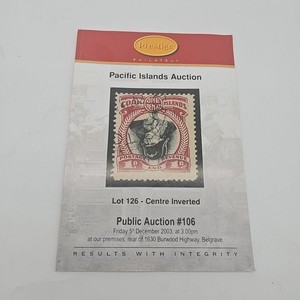 Prestige
PHILATELY
Pacific Islands Auction
COOK ISLANDS
POSTAGE
REVENUE
Lot 126 - Centre Inverted
Public Auction #106
Friday 5th December 2003, at 3.00pm
at our premises, rear of 1630 Burwood Highway, Belgrave.
RESULTS WITH INTEGRITY